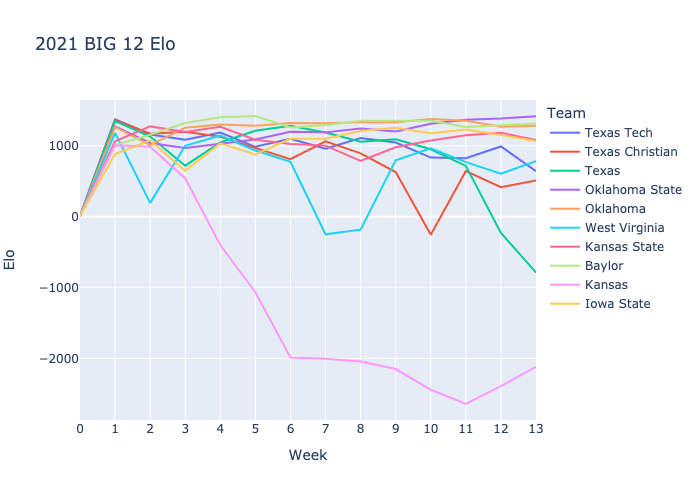 2021 BIG 12 Elo
Team
Texas Tech
Texas Christian
Texas
Oklahoma State
Oklahoma
West Virginia
Kansas State
Baylor
Kansas
Iowa State
1000
0
−1000
−2000
Elo
0 1 2 3 4 5 6 7 8 9 10 11 12 13
Week